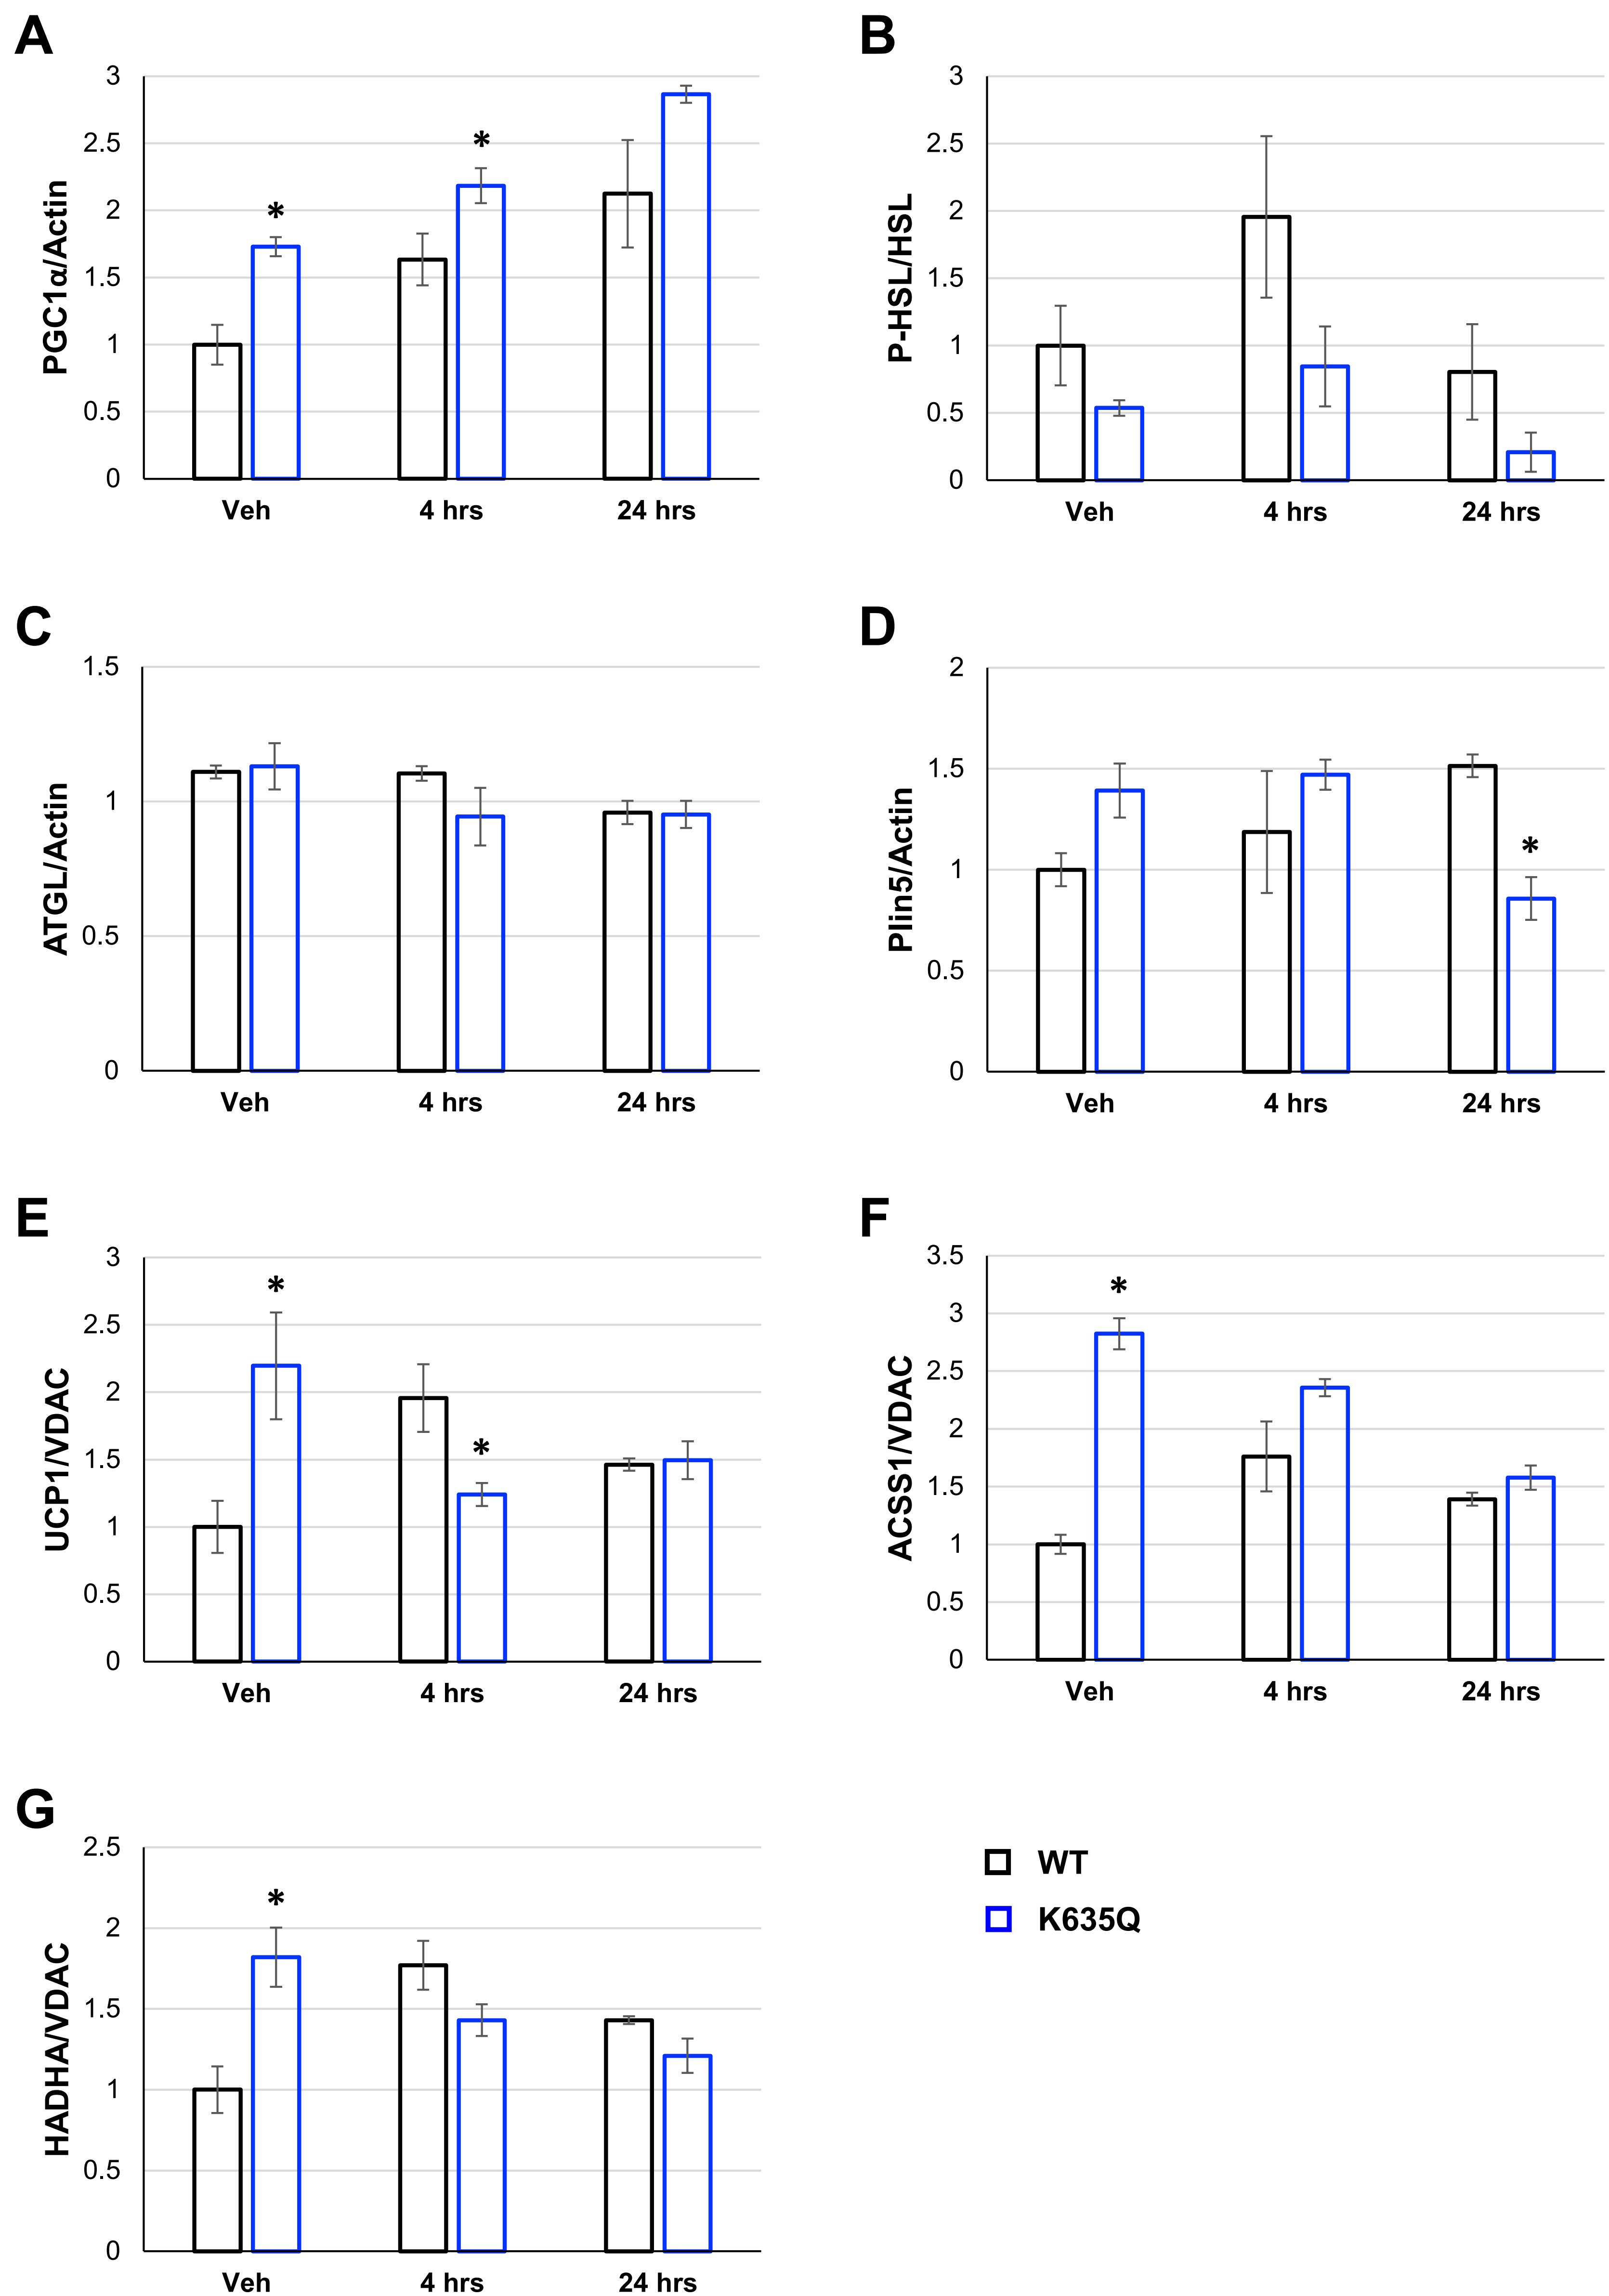 A
PGC1α/Actin
3
2.5
2
1.5
1
0.5
0
*
*
Veh
4 hrs
24 hrs
B
P-HSL/HSL
3
2.5
2
1.5
1
0.5
0
Veh
4 hrs
24 hrs
C
ATGL/Actin
1.5
1
0.5
0
Veh
4 hrs
24 hrs
D
Plin5/Actin
2
1.5
1
0.5
0
*
Veh
4 hrs
24 hrs
E
UCP1/VDAC
3
2.5
2
1.5
1
0.5
0
*
*
Veh
4 hrs
24 hrs
F
ACSS1/VDAC
3.5
3
2.5
2
1.5
1
0.5
0
*
Veh
4 hrs
24 hrs
G
HADHA/VDAC
2.5
2
1.5
1
0.5
0
*
Veh
4 hrs
24 hrs
WT
K635Q